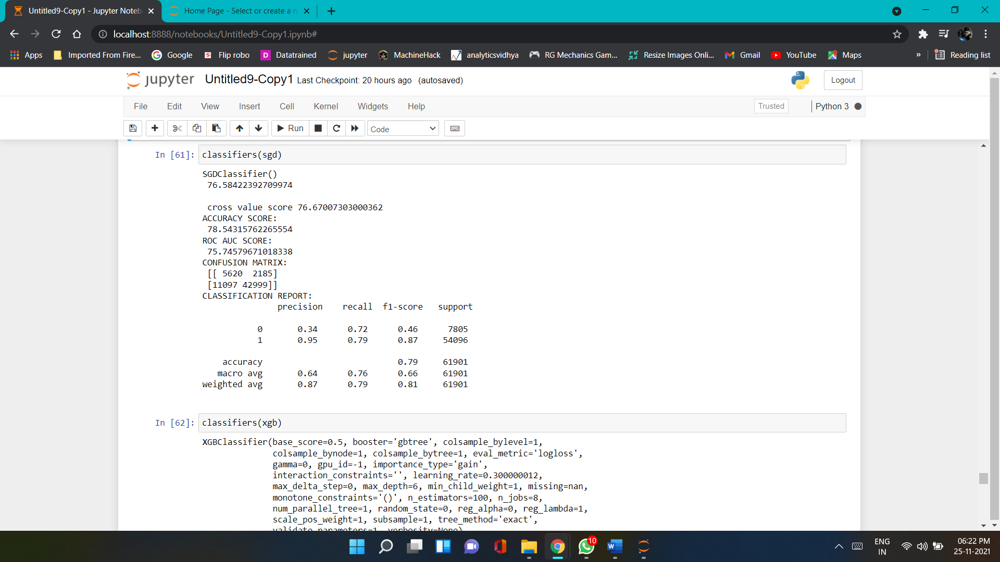 Untitled9-Copy1 - Jupyter Noteb
Home Page - Select or create a n
localhost:8888/notebooks/Untitled9-Copy1.ipynb#
Apps Imported From Fire... Google Flip robo D Datatrained jupyter MachineHack analyticsvidhya RG Mechanics Gam... Resize Images Onli... Gmail YouTube Maps » Reading list
jupyter Untitled9-Copy1 Last Checkpoint: 20 hours ago (autosaved) Logout
File Edit View Insert Cell Kernel Widgets Help Trusted Python 3
Run Code
In [61]: classifiers(sgd)
SGDClassifier()
76.58422392709974
cross value score 76.67007303000362
ACCURACY SCORE:
78.54315762265554
ROC AUC SCORE:
75.74579671018338
CONFUSION MATRIX:
[[ 5620 2185]
[11097 42999]]
CLASSIFICATION REPORT:
precision recall f1-score support
0 0.34 0.72 0.46 7805
1 0.95 0.79 0.87 54096
accuracy 0.79 61901
macro avg 0.64 0.76 0.66 61901
weighted avg 0.87 0.79 0.81 61901
In [62]: classifiers(xgb)
XGBClassifier(base_score=0.5, booster='gbtree', colsample_bylevel=1,
colsample_bynode=1, colsample_bytree=1, eval_metric='logloss',
gamma=0, gpu_id=-1, importance_type='gain',
interaction_constraints='', learning_rate=0.300000012,
max_delta_step=0, max_depth=6, min_child_weight=1, missing=nan,
monotone_constraints='()', n_estimators=100, n_jobs=8,
num_parallel_tree=1, random_state=0, reg_alpha=0, reg_lambda=1,
scale_pos_weight=1, subsample=1, tree_method='exact',
validate_parameters=1, verbosity=None)
10
W
ENG
IN
06:22 PM
25-11-2021